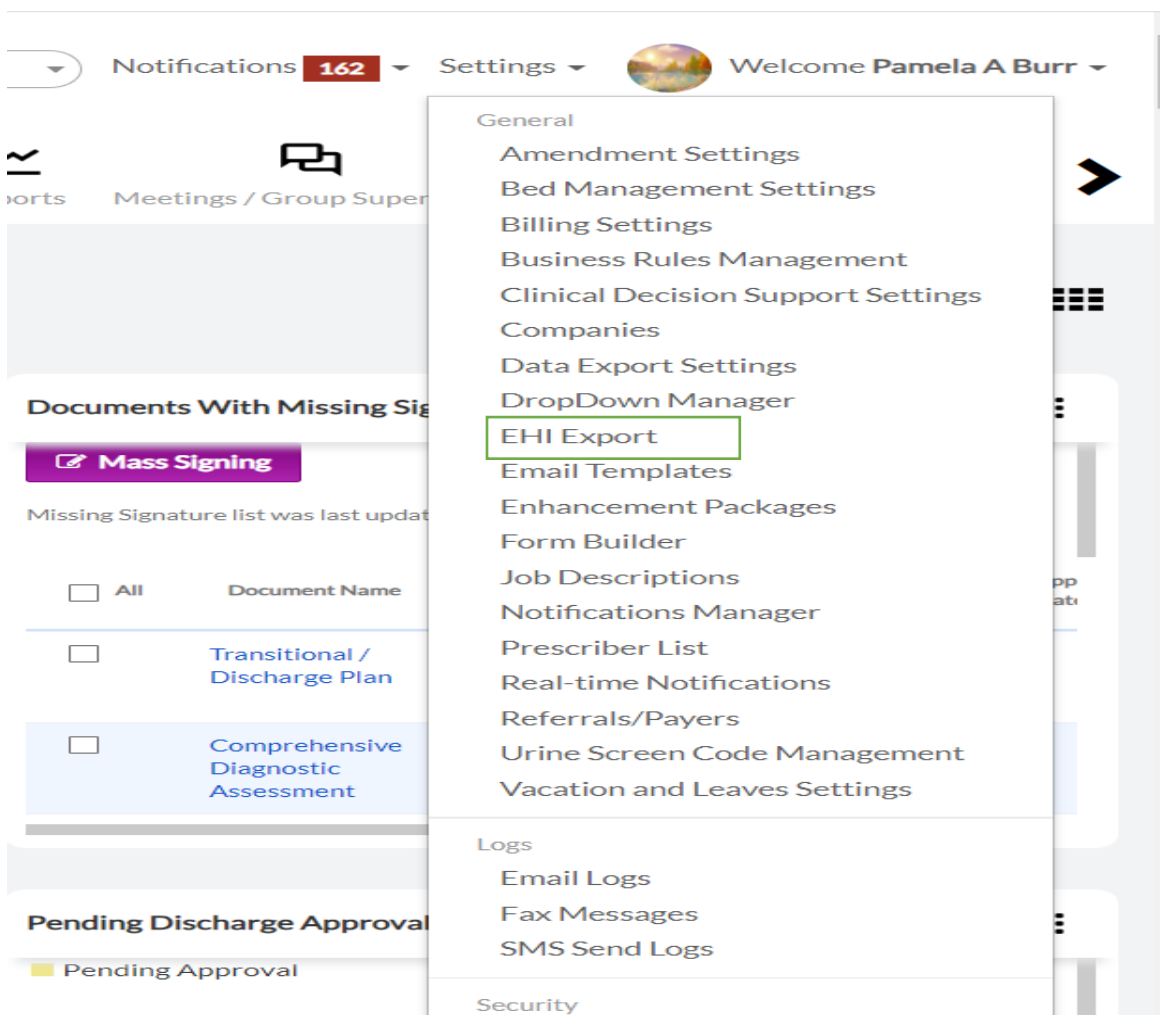 Notifications 162 Settings Welcome Pamela A Burr
orts Meetings / Group Super
General
Amendment Settings
Bed Management Settings
Billing Settings
Business Rules Management
Clinical Decision Support Settings
Companies
Data Export Settings
DropDown Manager
EHI Export
Email Templates
Enhancement Packages
Form Builder
Job Descriptions
Notifications Manager
Prescriber List
Real-time Notifications
Referrals/Payers
Urine Screen Code Management
Vacation and Leaves Settings
Logs
Email Logs
Fax Messages
SMS Send Logs
Security
Documents With Missing Sig
Mass Signing
Missing Signature list was last updat
All Document Name
Transitional /
Discharge Plan
Comprehensive
Diagnostic
Assessment
Pending Discharge Approval
Pending Approval